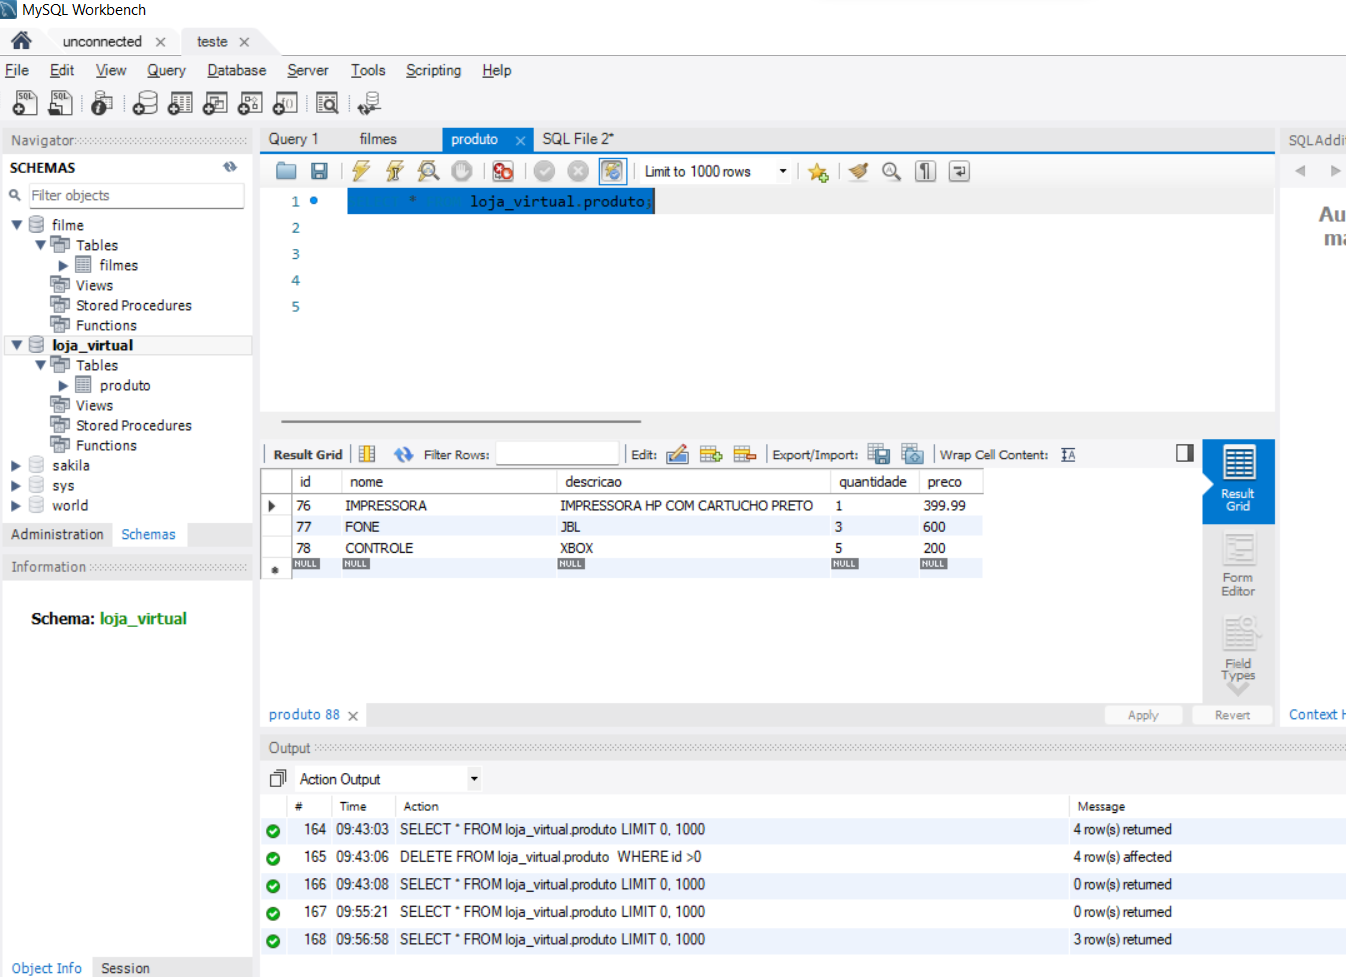 MySQL Workbench
unconnected
teste
File Edit View Query Database Server Tools Scripting Help
Navigator
SCHEMAS
Filter objects
filme
Tables
filmes
Views
Stored Procedures
Functions
loja_virtual
Tables
produto
Views
Stored Procedures
Functions
sakila
sys
world
Administration Schemas
Information
Schema: loja_virtual
Object Info Session
Query 1 filmes produto SQL File 2*
Limit to 1000 rows
1 * loja_virtual.produto;
2
3
4
5
Result Grid Filter Rows: Edit: Export/Import: Wrap Cell Content:
id nome descricao quantidade preco
76 IMPRESSORA IMPRESSORA HP COM CARTUCHO PRETO 1 399.99
77 FONE JBL 3 600
78 CONTROLE XBOX 5 200
NULL NULL NULL NULL NULL
Result
Grid
Form
Editor
Field
Types
produto 88
Apply Revert
Output
Action Output
# Time Action Message
164 09:43:03 SELECT * FROM loja_virtual.produto LIMIT 0, 1000 4 row(s) returned
165 09:43:06 DELETE FROM loja_virtual.produto WHERE id >0 4 row(s) affected
166 09:43:08 SELECT * FROM loja_virtual.produto LIMIT 0, 1000 0 row(s) returned
167 09:55:21 SELECT * FROM loja_virtual.produto LIMIT 0, 1000 0 row(s) returned
168 09:56:58 SELECT * FROM loja_virtual.produto LIMIT 0, 1000 3 row(s) returned
SQLAddi
Au
ma
Context H